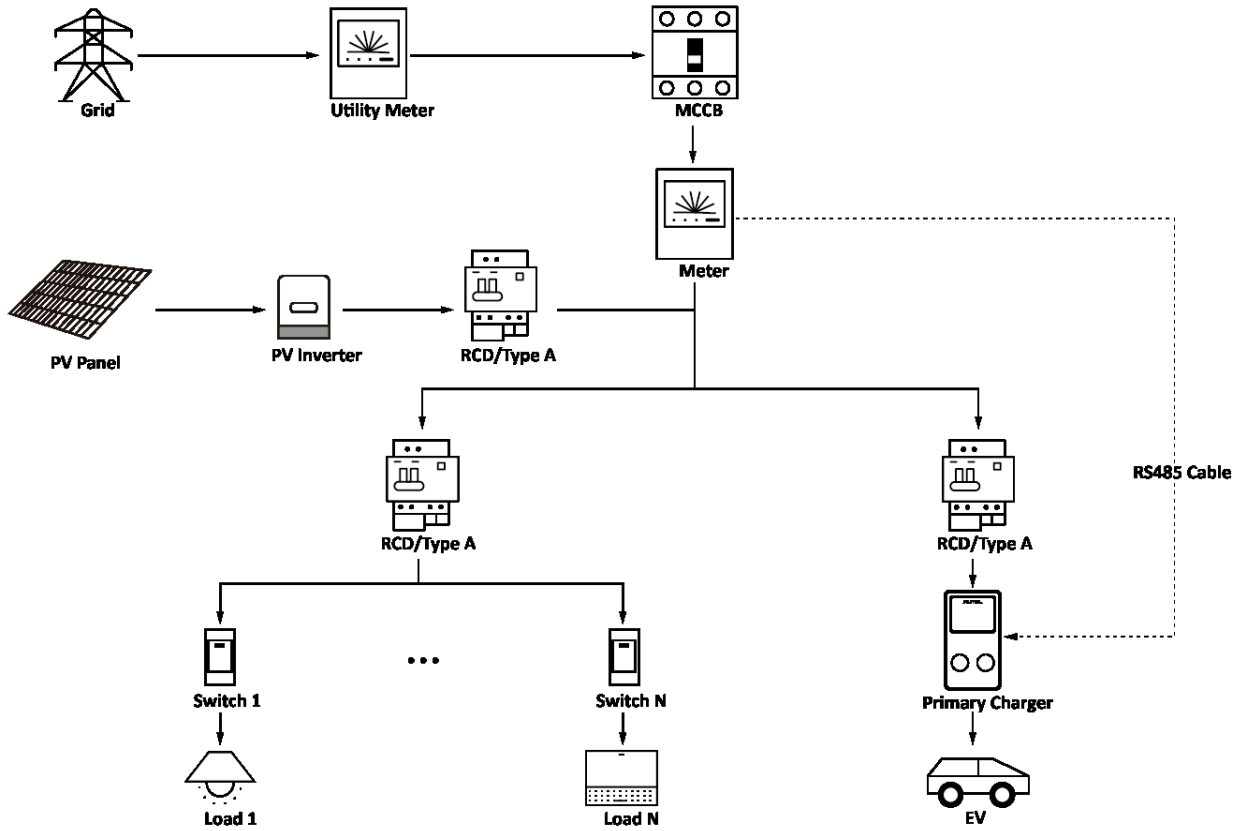 Grid
Utility Meter
MCCB
Meter
PV Panel
PV Inverter
RCD/Type A
RCD/Type A
RCD/Type A
RS485 Cable
Switch 1
...
Switch N
Primary Charger
Load 1
Load N
EV